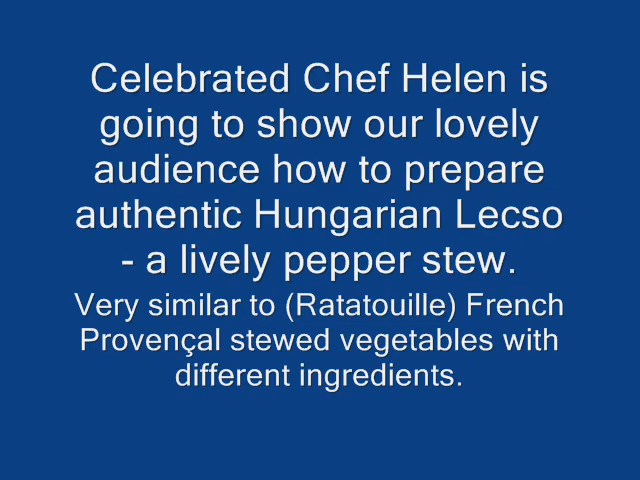 Celebrated Chef Helen is
going to show our lovely
audience how to prepare
authentic Hungarian Lecso
- a lively pepper stew.
Very similar to (Ratatouille) French
Provençal stewed vegetables with
different ingredients.